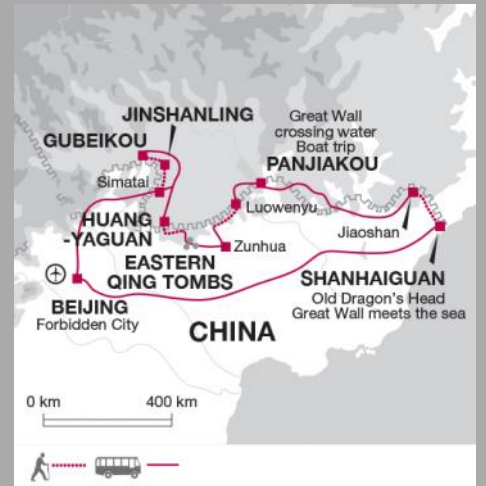 JINSHANLING
GUBEIKOU
Great Wall
crossing water
Boat trip
PANJIAKOU
Simatai
Luowenyu
HUANG
-YAGUAN
Jiaoshan
Zunhua
EASTERN
QING TOMBS
SHANHAIGUAN
Old Dragon's Head
Great Wall meets the sea
BEIJING
Forbidden City
CHINA
0 km 400 km